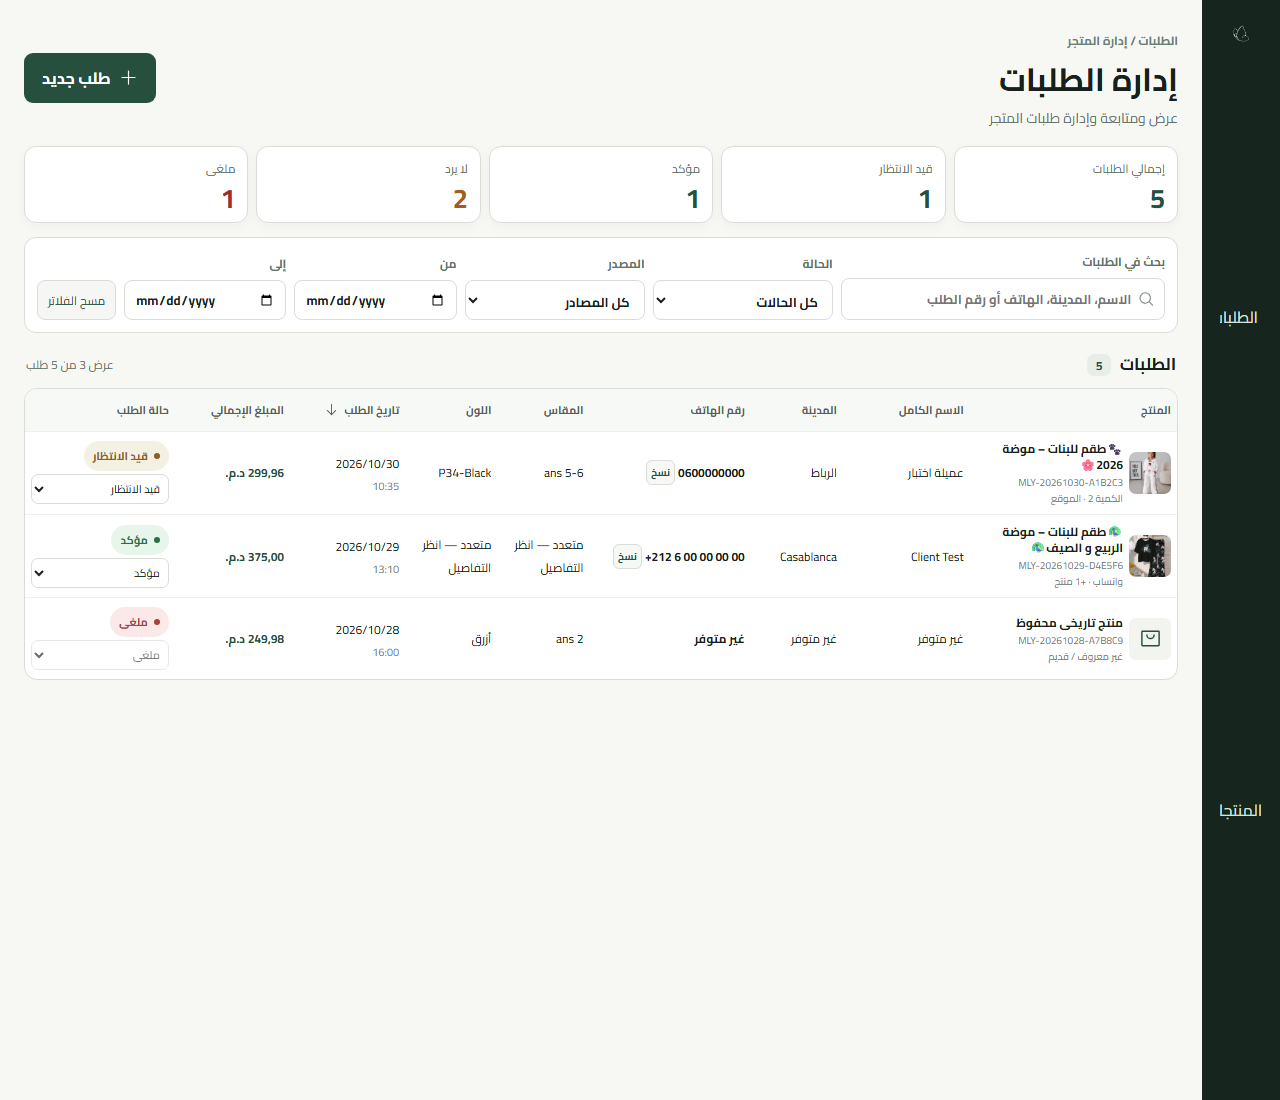 الطلبات / إدارة المتجر
إدارة الطلبات
عرض ومتابعة وإدارة طلبات المتجر
طلب جديد
إجمالي الطلبات
5
قيد الانتظار
1
مؤكد
1
لا يرد
2
ملغى
1
بحث في الطلبات
الاسم، المدينة، الهاتف أو رقم الطلب
الحالة
كل الحالات
المصدر
كل المصادر
من
mm/dd/yyyy
إلى
mm/dd/yyyy
مسح الفلاتر
الطلبات 5
عرض 3 من 5 طلب
المنتج الاسم الكامل المدينة رقم الهاتف المقاس اللون تاريخ الطلب المبلغ الإجمالي حالة الطلب
🐾 طقم للبنات – موضة
2026 🌸
MLY-20261030-A1B2C3
الكمية 2 · الموقع
عميلة اختبار
الرباط
0600000000 نسخ
5-6 ans
P34-Black
2026/10/30
10:35
299,96 د.م.
قيد الانتظار
قيد الانتظار
طقم للبنات – موضة
الربيع و الصيف
MLY-20261029-D4E5F6
واتساب · +1 منتج
Client Test
Casablanca
+212 6 00 00 00 00 نسخ
متعدد — انظر
التفاصيل
متعدد — انظر
التفاصيل
2026/10/29
13:10
375,00 د.م.
مؤكد
مؤكد
منتج تاريخي محفوظ
MLY-20261028-A7B8C9
غير معروف / قديم
غير متوفر
غير متوفر
غير متوفر
2 ans
أزرق
2026/10/28
16:00
249,98 د.م.
ملغى
ملغى
الطلبا
المنتجا